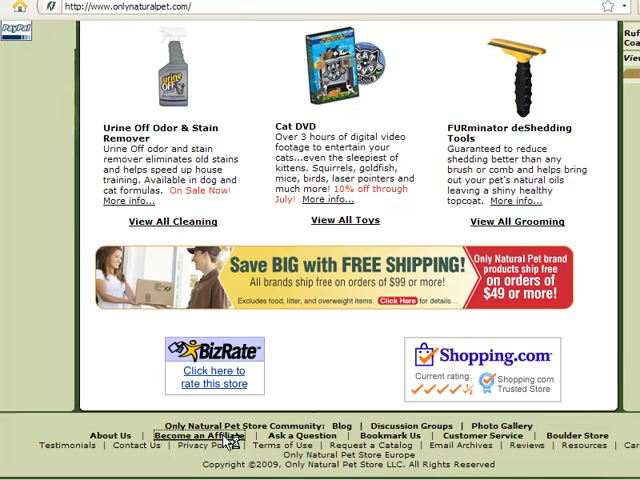 http://www.onlynaturalpet.com/
PayPal
Ruf
Coa
View
Urine Off Odor & Stain
Remover
Urine Off odor and stain
remover eliminates old stains
and helps speed up house
training. Available in dog and
cat formulas. On Sale Now!
More info...
View All Cleaning
Cat DVD
Over 3 hours of digital video
footage to entertain your
cats...even the sleepiest of
kittens. Squirrels, goldfish,
mice, birds, laser pointers and
much more! 10% off through
July! More info...
View All Toys
FURminator deShedding
Tools
Guaranteed to reduce
shedding better than any
brush or comb and helps bring
out your pet's natural oils
leaving a shiny healthy
topcoat. More info...
View All Grooming
Save BIG with FREE SHIPPING!
All brands ship free on orders of $99 or more!
Excludes food, litter, and overweight items. Click Here for details...
Only Natural Pet brand
products ship free
on orders of
$49 or more!
BizRate
Click here to
rate this store
Shopping.com
Current rating:
Shopping.com
Trusted Store
Only Natural Pet Store Community: Blog | Discussion Groups | Photo Gallery
About Us | Become an Affiliate | Ask a Question | Bookmark Us | Customer Service | Boulder Store
Testimonials | Contact Us | Privacy | Terms of Use | Request a Catalog | Email Archives | Reviews | Resources | Car
Only Natural Pet Store Europe
Copyright ©2009, Only Natural Pet Store LLC. All Rights Reserved